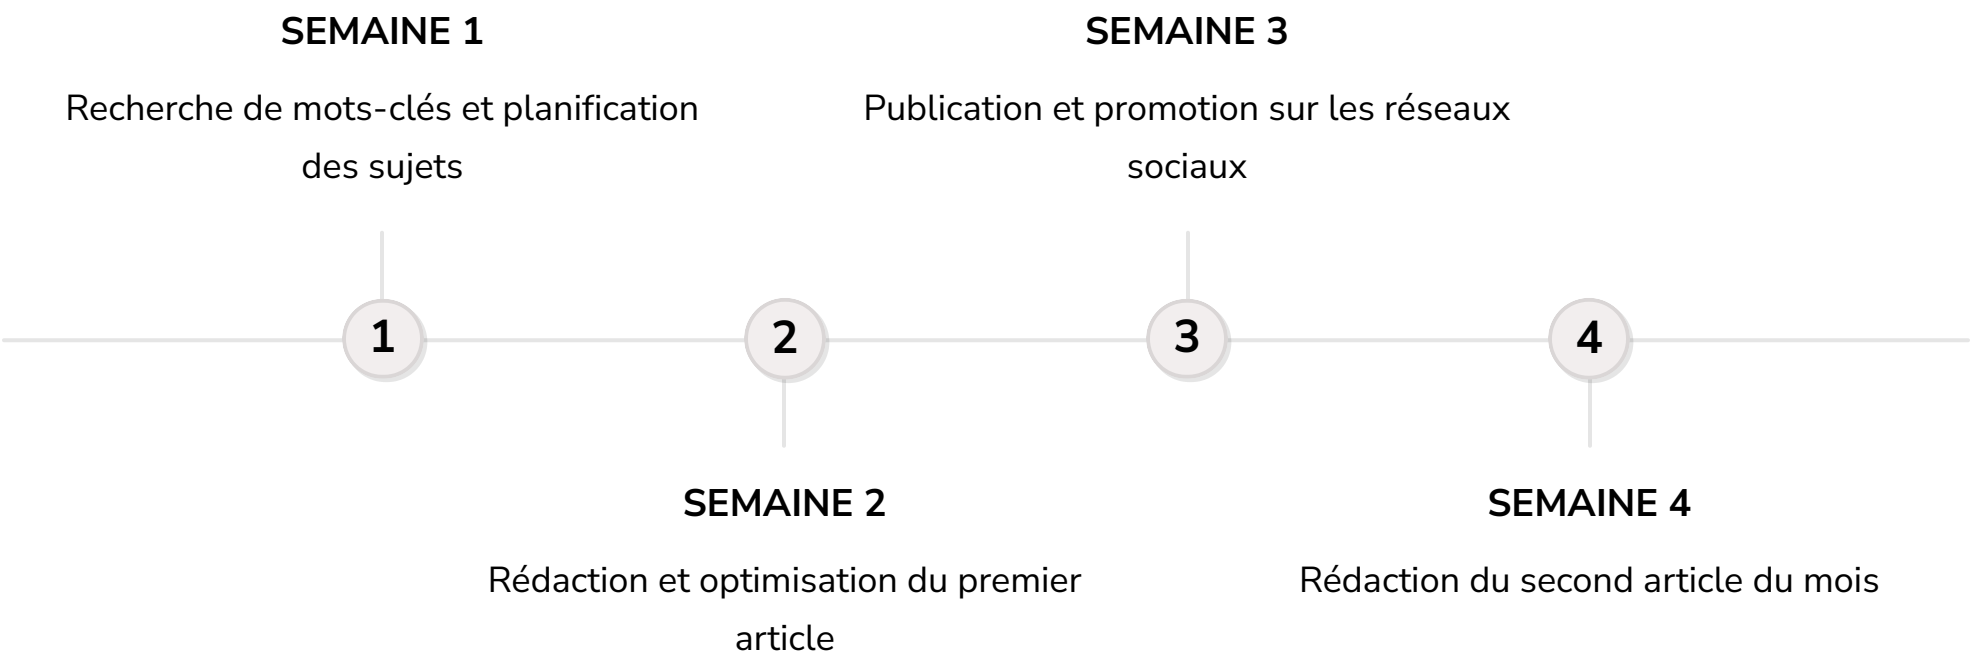 SEMAINE 1
Recherche de mots-clés et planification
des sujets
SEMAINE 3
Publication et promotion sur les réseaux
sociaux
1
2
3
4
SEMAINE 2
Rédaction et optimisation du premier
article
SEMAINE 4
Rédaction du second article du mois